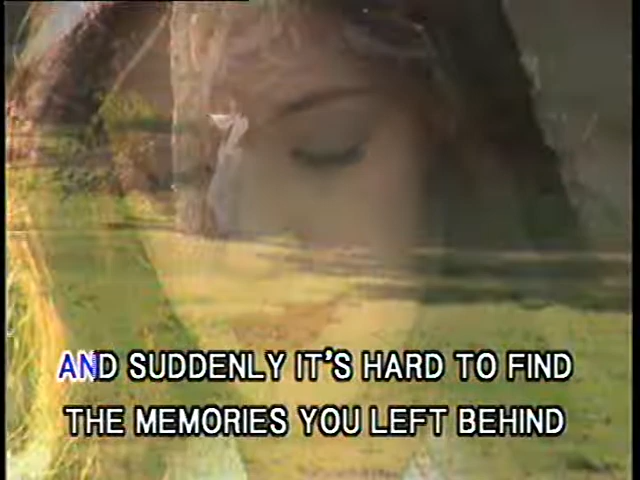 AND SUDDENLY IT'S HARD TO FIND
THE MEMORIES YOU LEFT BEHIND